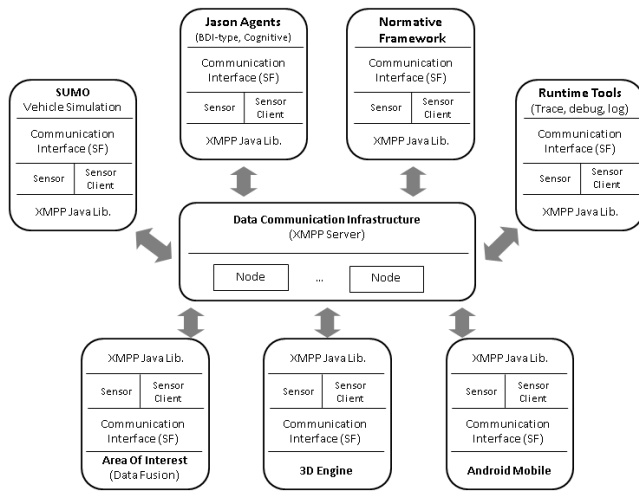 Jason Agents
(BDI-type, Cognitive)
Communication
Interface (SF)
Sensor
Sensor
Client
XMPP Java Lib.
Normative
Framework
Communication
Interface (SF)
Sensor
Sensor
Client
XMPP Java Lib.
SUMO
Vehicle Simulation
Communication
Interface (SF)
Sensor
Sensor
Client
XMPP Java Lib.
Runtime Tools
(Trace, debug, log)
Communication
Interface (SF)
Sensor
Sensor
Client
XMPP Java Lib.
Data Communication Infrastructure
(XMPP Server)
Node
...
Node
XMPP Java Lib.
Sensor
Sensor
Client
Communication
Interface (SF)
Area Of Interest
(Data Fusion)
XMPP Java Lib.
Sensor
Sensor
Client
Communication
Interface (SF)
3D Engine
XMPP Java Lib.
Sensor
Sensor
Client
Communication
Interface (SF)
Android Mobile